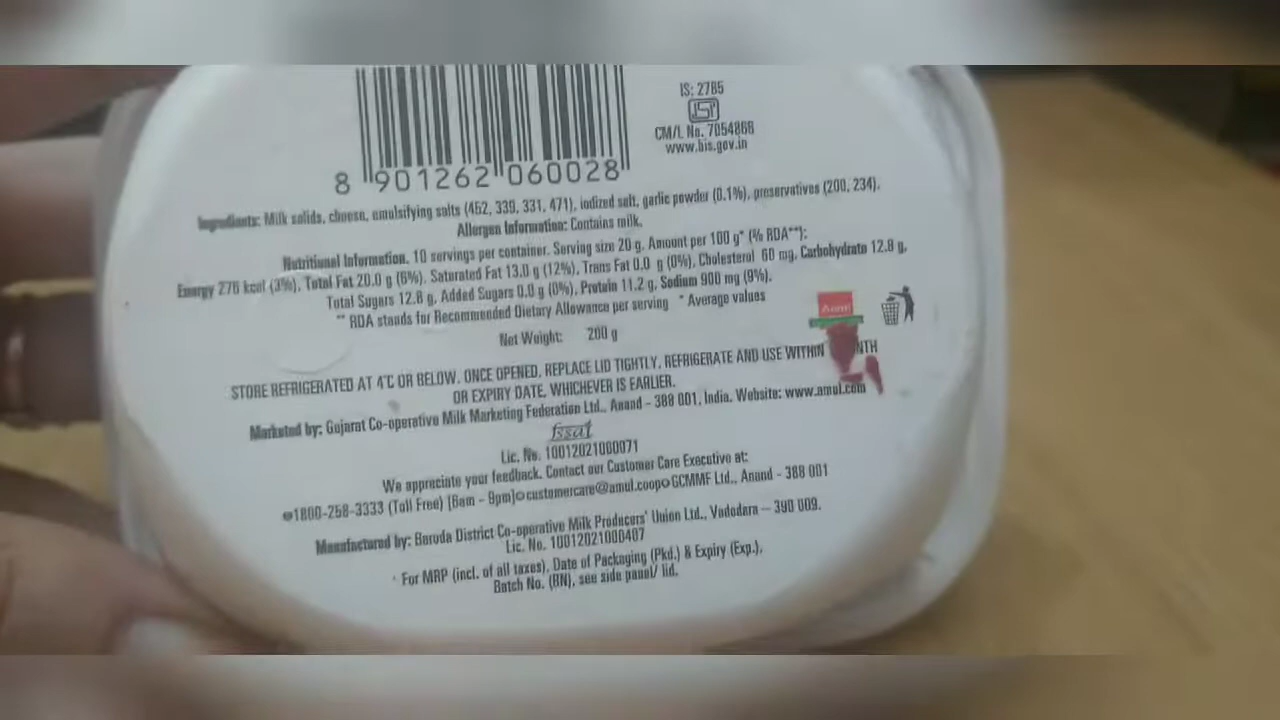 IS: 2785
CM/L No. 7054868
www.bis.gov.in
8 901262 060028
Ingredients: Milk solids, cheese, emulsifying salts (452, 339, 331, 471), iodized salt, garlic powder (0.1%), preservatives (200, 234).
Allergen Information: Contains milk.
Nutritional Information. 10 servings per container. Serving size 20 g. Amount per 100 g* (% RDA**):
Energy 276 kcal (3%), Total Fat 20.0 g (6%), Saturated Fat 13.0 g (12%), Trans Fat 0.0 g (0%), Cholesterol 60 mg, Carbohydrate 12.8 g,
Total Sugars 12.8 g, Added Sugars 0.0 g (0%), Protein 11.2 g, Sodium 900 mg (9%).
** RDA stands for Recommended Dietary Allowance per serving * Average values
Net Weight: 200 g
Amul
STORE REFRIGERATED AT 4°C OR BELOW. ONCE OPENED, REPLACE LID TIGHTLY, REFRIGERATE AND USE WITHIN NTH
OR EXPIRY DATE, WHICHEVER IS EARLIER.
Marketed by: Gujarat Co-operative Milk Marketing Federation Ltd., Anand - 388 001, India. Website: www.amul.com
fssai
Lic. No. 10012021000071
We appreciate your feedback. Contact our Customer Care Executive at:
1800-258-3333 (Toll Free) [6am - 9pm] customercare@amul.coop GCMMF Ltd., Anand - 388 001
Manufactured by: Baroda District Co-operative Milk Producers' Union Ltd., Vadodara – 390 009.
Lic. No. 10012021000407
For MRP (incl. of all taxes), Date of Packaging (Pkd.) & Expiry (Exp.),
Batch No. (BN), see side panel/ lid.